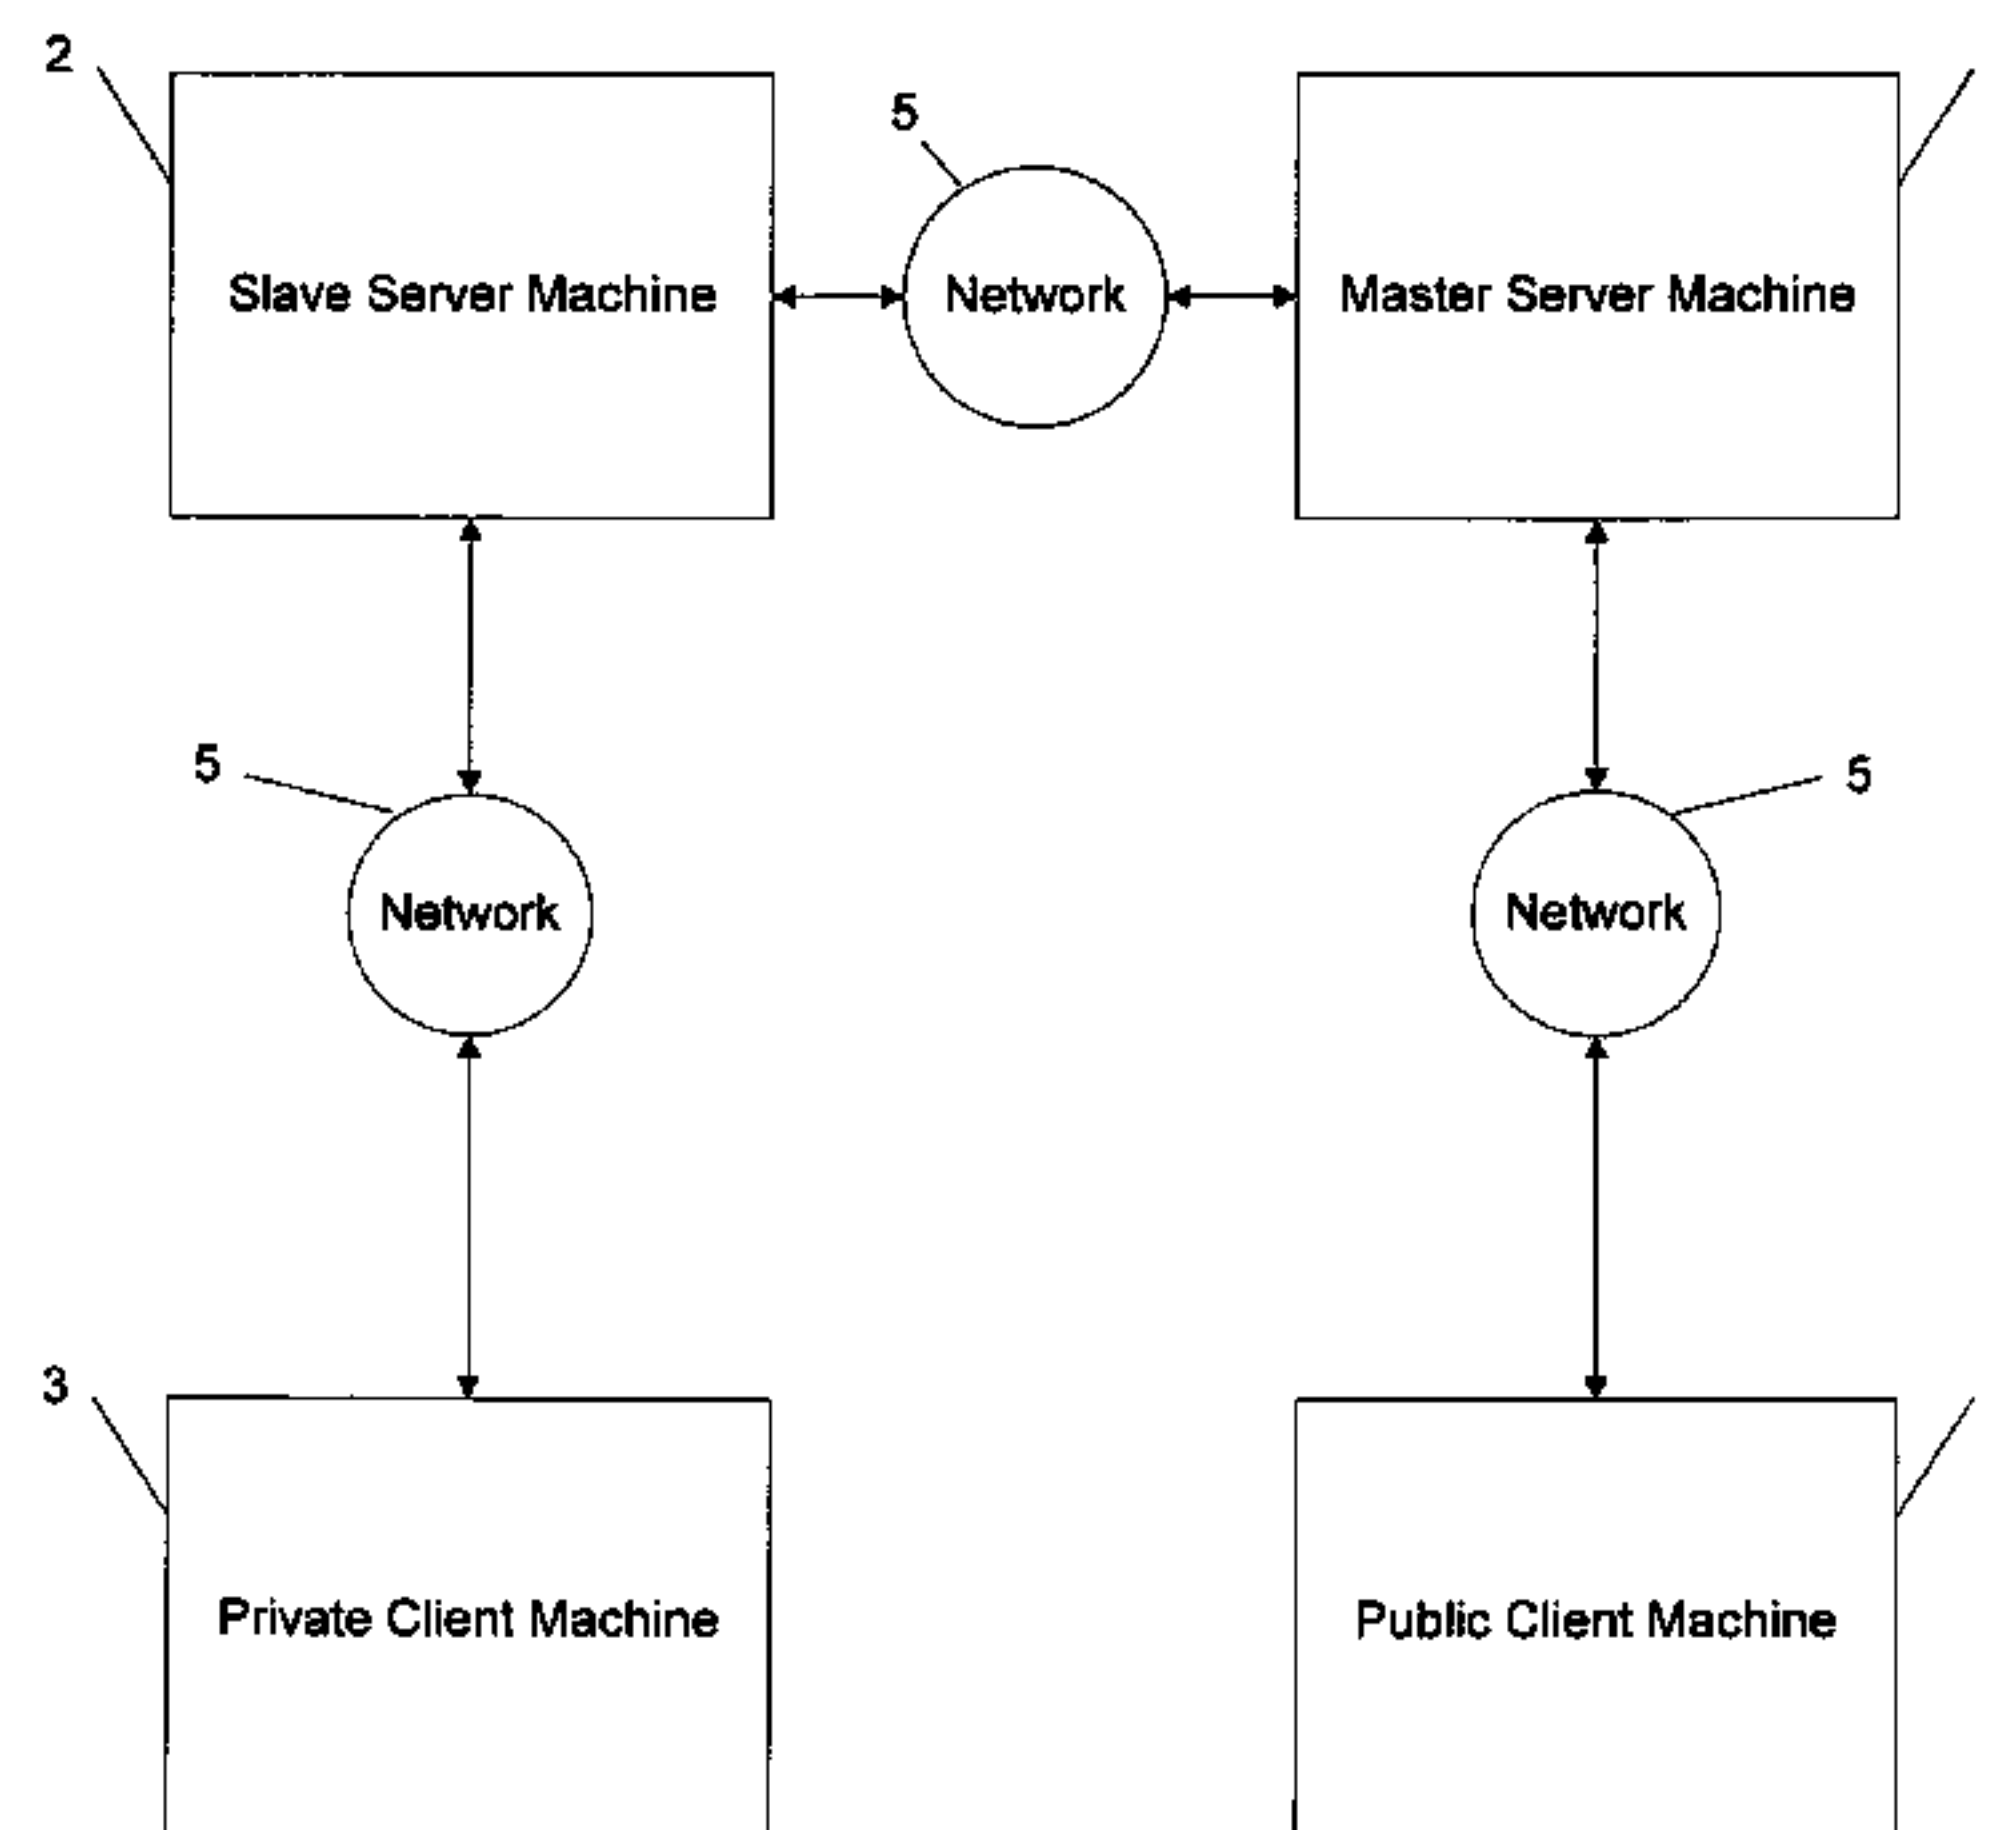 2
5
Slave Server Machine
Network
Master Server Machine
5
5
Network
Network
3
Private Client Machine
Public Client Machine